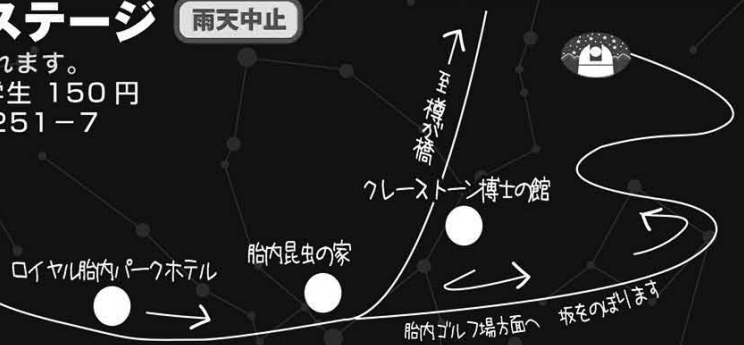 ステージ 雨天中止
れます。
学生 150円
251-7
至 樽が橋
クレーストーン博士の館
胎内昆虫の家
ロイヤル胎内パークホテル
胎内ゴルフ場方面へ 坂をのぼります